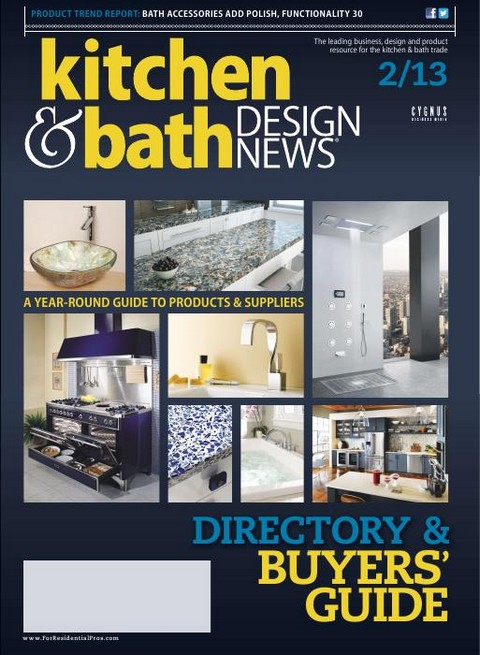 PRODUCT TREND REPORT: BATH ACCESSORIES ADD POLISH, FUNCTIONALITY 30
The leading business, design and product
resource for the kitchen & bath trade
kitchen
2/13
& bath DESIGN
NEWS®
CYGNUS
BUSINESS MEDIA
A YEAR-ROUND GUIDE TO PRODUCTS & SUPPLIERS
DIRECTORY &
BUYERS'
GUIDE
www.ForResidentialPros.com